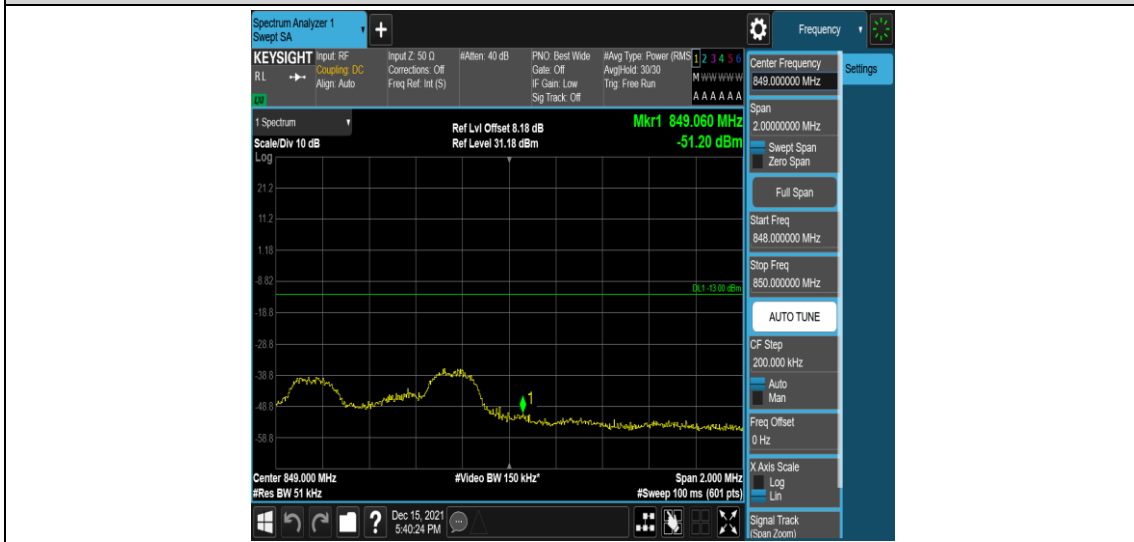 Spectrum Analyzer 1
Swept SA
+
Frequency
KEYSIGHT
RL
LXI
Input: RF
Coupling: DC
Align: Auto
Input Z: 50 Ω
Corrections: Off
Freq Ref: Int (S)
#Atten: 40 dB
PNO: Best Wide
Gate: Off
IF Gain: Low
Sig Track: Off
#Avg Type: Power (RMS
Avg|Hold: 30/30
Trig: Free Run
1 2 3 4 5 6
M W W W W W
A A A A A A
1 Spectrum
Scale/Div 10 dB
Ref Lvl Offset 8.18 dB
Ref Level 31.18 dBm
Mkr1 849.060 MHz
-51.20 dBm
Log
21.2
11.2
1.18
-8.82
-18.8
-28.8
-38.8
-48.8
-58.8
DL1 -13.00 dBm
1
Center 849.000 MHz
#Res BW 51 kHz
#Video BW 150 kHz*
Span 2.000 MHz
#Sweep 100 ms (601 pts)
Dec 15, 2021
5:40:24 PM
Center Frequency
849.000000 MHz
Settings
Span
2.00000000 MHz
Swept Span
Zero Span
Full Span
Start Freq
848.000000 MHz
Stop Freq
850.000000 MHz
AUTO TUNE
CF Step
200.000 kHz
Auto
Man
Freq Offset
0 Hz
X Axis Scale
Log
Lin
Signal Track
(Span Zoom)